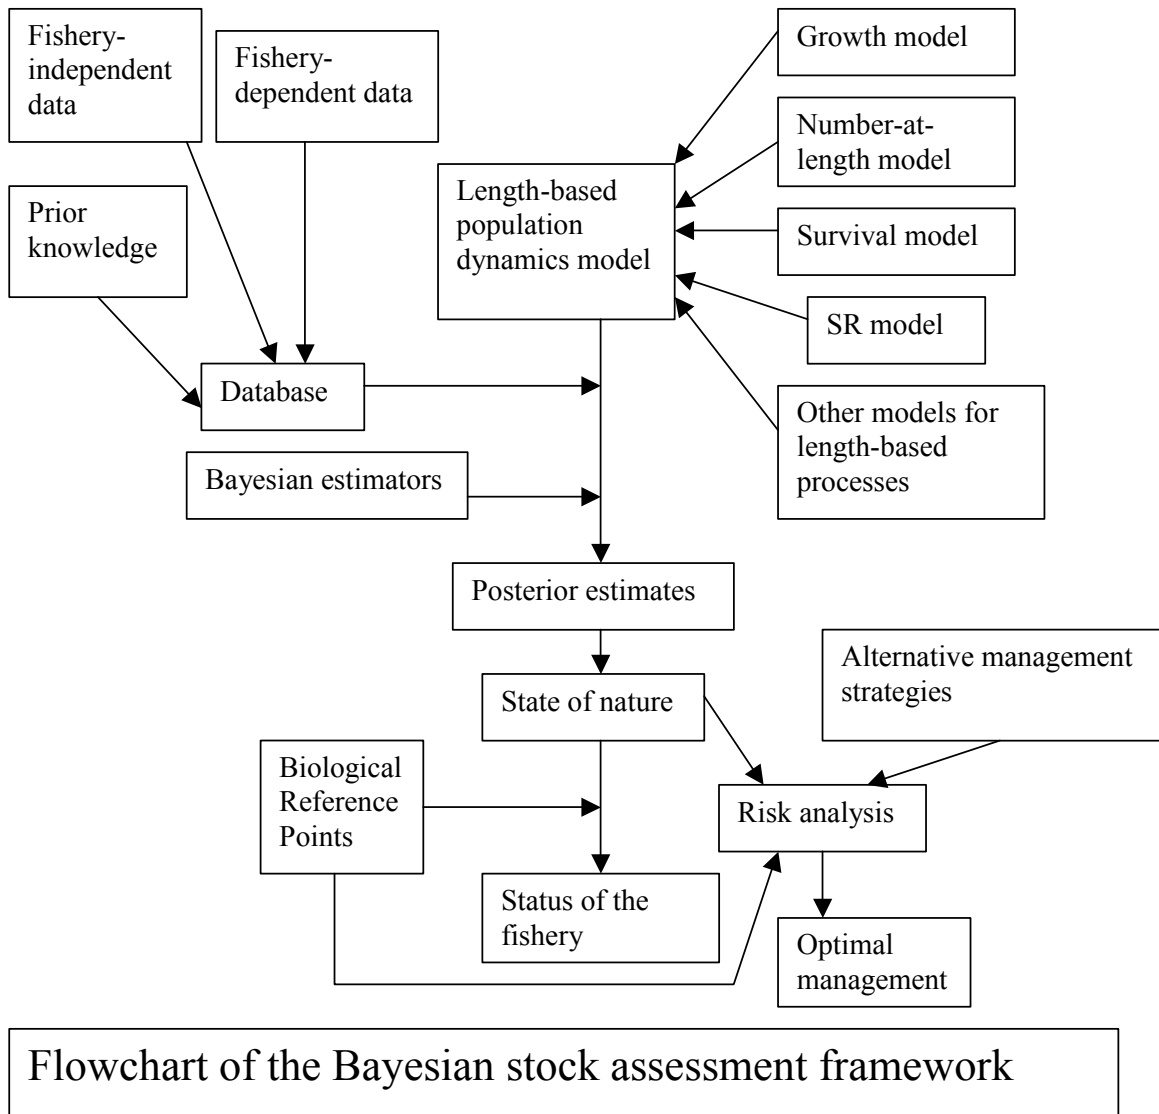 Fishery-
independent
data
Fishery-
dependent data
Prior
knowledge
Database
Bayesian estimators
Length-based
population
dynamics model
Growth model
Number-at-
length model
Survival model
SR model
Other models for
length-based
processes
Posterior estimates
State of nature
Alternative management
strategies
Biological
Reference
Points
Risk analysis
Status of the
fishery
Optimal
management
Flowchart of the Bayesian stock assessment framework